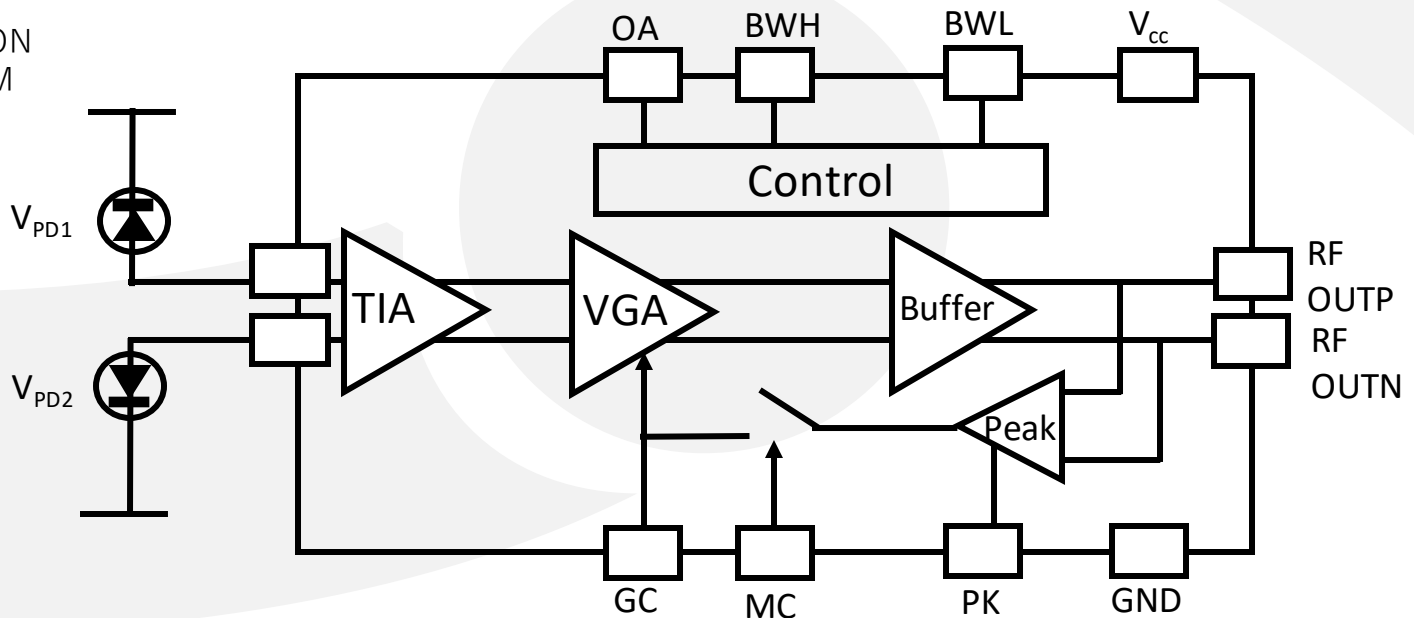 ON
M
OA
BWH
BWL
Vcc
Control
VPD1
VPD2
TIA
VGA
Buffer
RF
OUTP
RF
OUTN
Peak
GC
MC
PK
GND